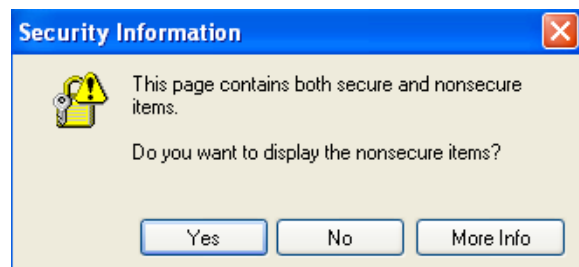 Security Information
This page contains both secure and nonsecure
items.
Do you want to display the nonsecure items?
Yes
No
More Info